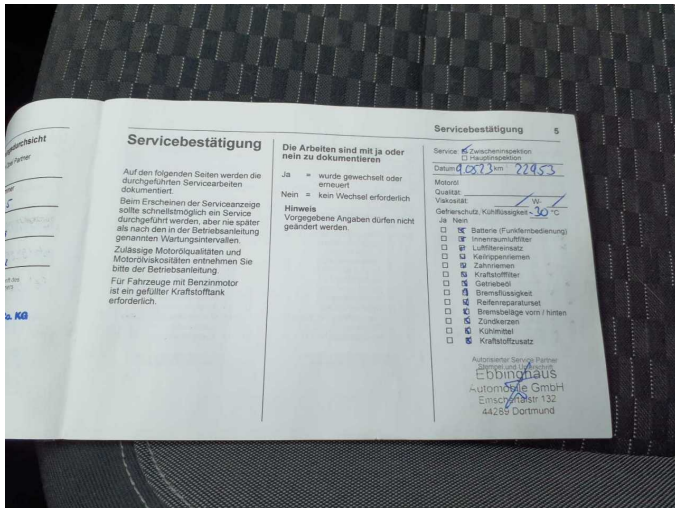 Servicebestätigung
Auf den folgenden Seiten werden die
durchgeführten Servicearbeiten
dokumentiert.
Beim Erscheinen der Serviceanzeige
sollte schnellstmöglich ein Service
durchgeführt werden, aber nie später
als nach den in der Betriebsanleitung
genannten Wartungsintervallen.
Zulässige Motorölqualitäten und
Motorölviskositäten entnehmen Sie
bitte der Betriebsanleitung.
Für Fahrzeuge mit Benzinmotor
ist ein gefüllter Kraftstofftank
erforderlich.
Die Arbeiten sind mit ja oder
nein zu dokumentieren
Ja = wurde gewechselt oder
erneuert
Nein = kein Wechsel erforderlich
Hinweis
Vorgegebene Angaben dürfen nicht
geändert werden.
Servicebestätigung 5
Service: Zwischeninspektion
Hauptinspektion
Datum 9.05.23 km 22953
Motoröl
Qualität:
Viskosität: W-
Gefrierschutz, Kühlflüssigkeit -30 °C
Ja Nein
Batterie (Funkfernbedienung)
Innenraumluftfilter
Luftfiltereinsatz
Keilrippenriemen
Zahnriemen
Kraftstofffilter
Getriebeöl
Bremsflüssigkeit
Reifenreparaturset
Bremsbeläge vorn / hinten
Zündkerzen
Kühlmittel
Kraftstoffzusatz
Autorisierter Service Partner
Stempel und Unterschrift
Ebbinghaus
Automobile GmbH
Emschertalstr 132
44269 Dortmund